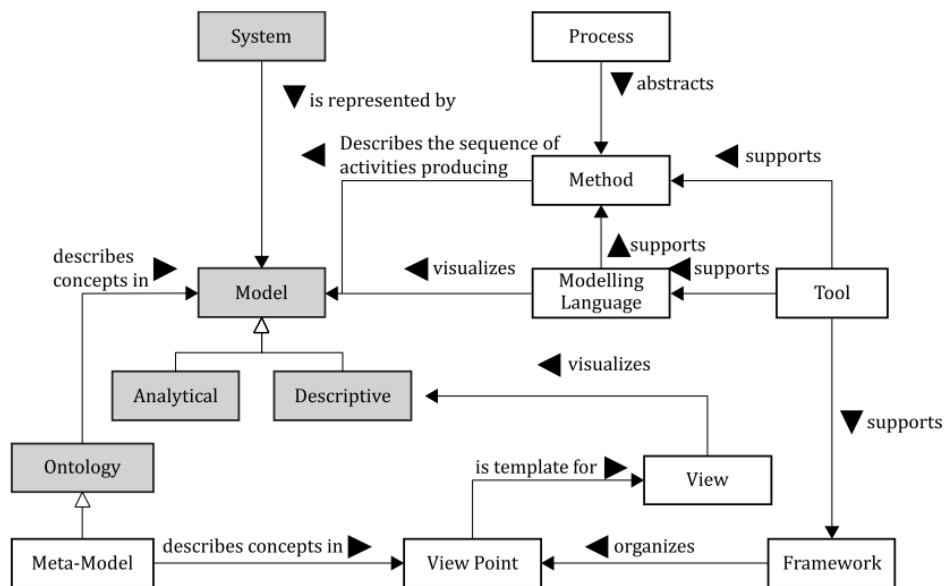 System
Process
is represented by
abstracts
Describes the sequence of
activities producing
supports
Method
describes
concepts in
supports
visualizes
supports
Model
Modelling
Language
Tool
Analytical
Descriptive
visualizes
supports
Ontology
is template for
View
Meta-Model
describes concepts in
View Point
organizes
Framework